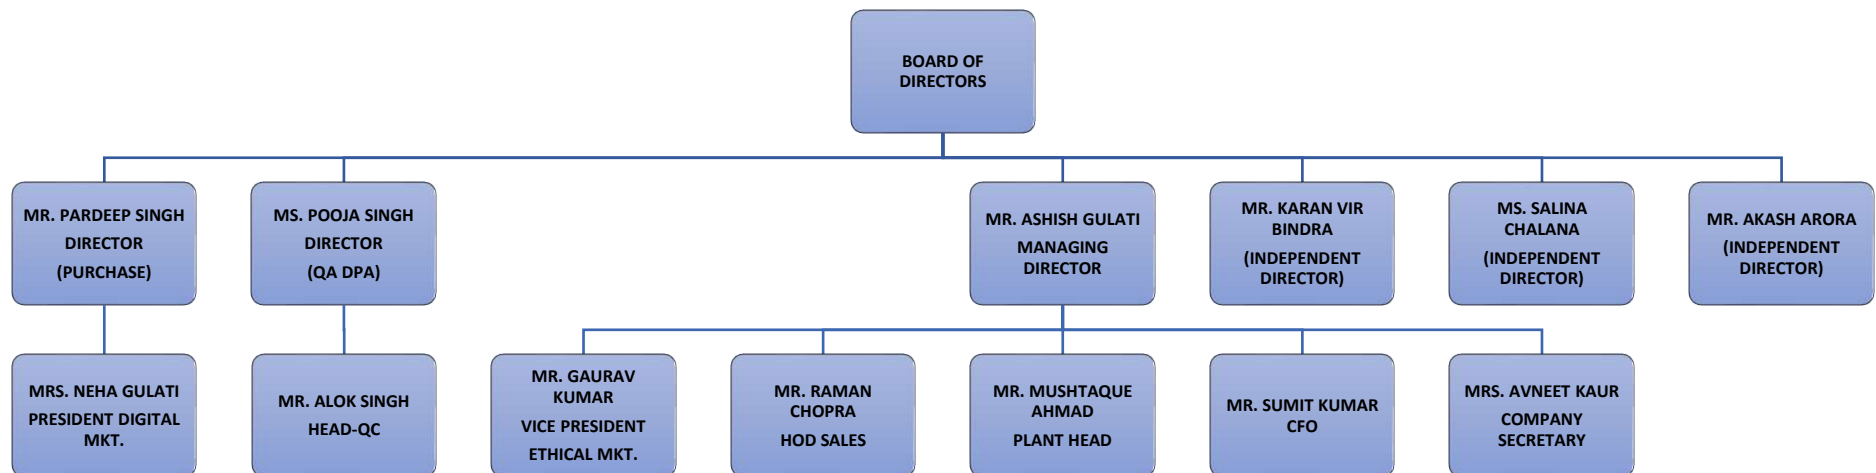 BOARD OF
DIRECTORS
MR. PARDEEP SINGH
DIRECTOR
(PURCHASE)
MS. POOJA SINGH
DIRECTOR
(QA DPA)
MR. ASHISH GULATI
MANAGING
DIRECTOR
MR. KARAN VIR
BINDRA
(INDEPENDENT
DIRECTOR)
MS. SALINA
CHALANA
(INDEPENDENT
DIRECTOR)
MR. AKASH ARORA
(INDEPENDENT
DIRECTOR)
MRS. NEHA GULATI
PRESIDENT DIGITAL
MKT.
MR. ALOK SINGH
HEAD-QC
MR. GAURAV
KUMAR
VICE PRESIDENT
ETHICAL MKT.
MR. RAMAN
CHOPRA
HOD SALES
MR. MUSHTAQUE
AHMAD
PLANT HEAD
MR. SUMIT KUMAR
CFO
MRS. AVNEET KAUR
COMPANY
SECRETARY